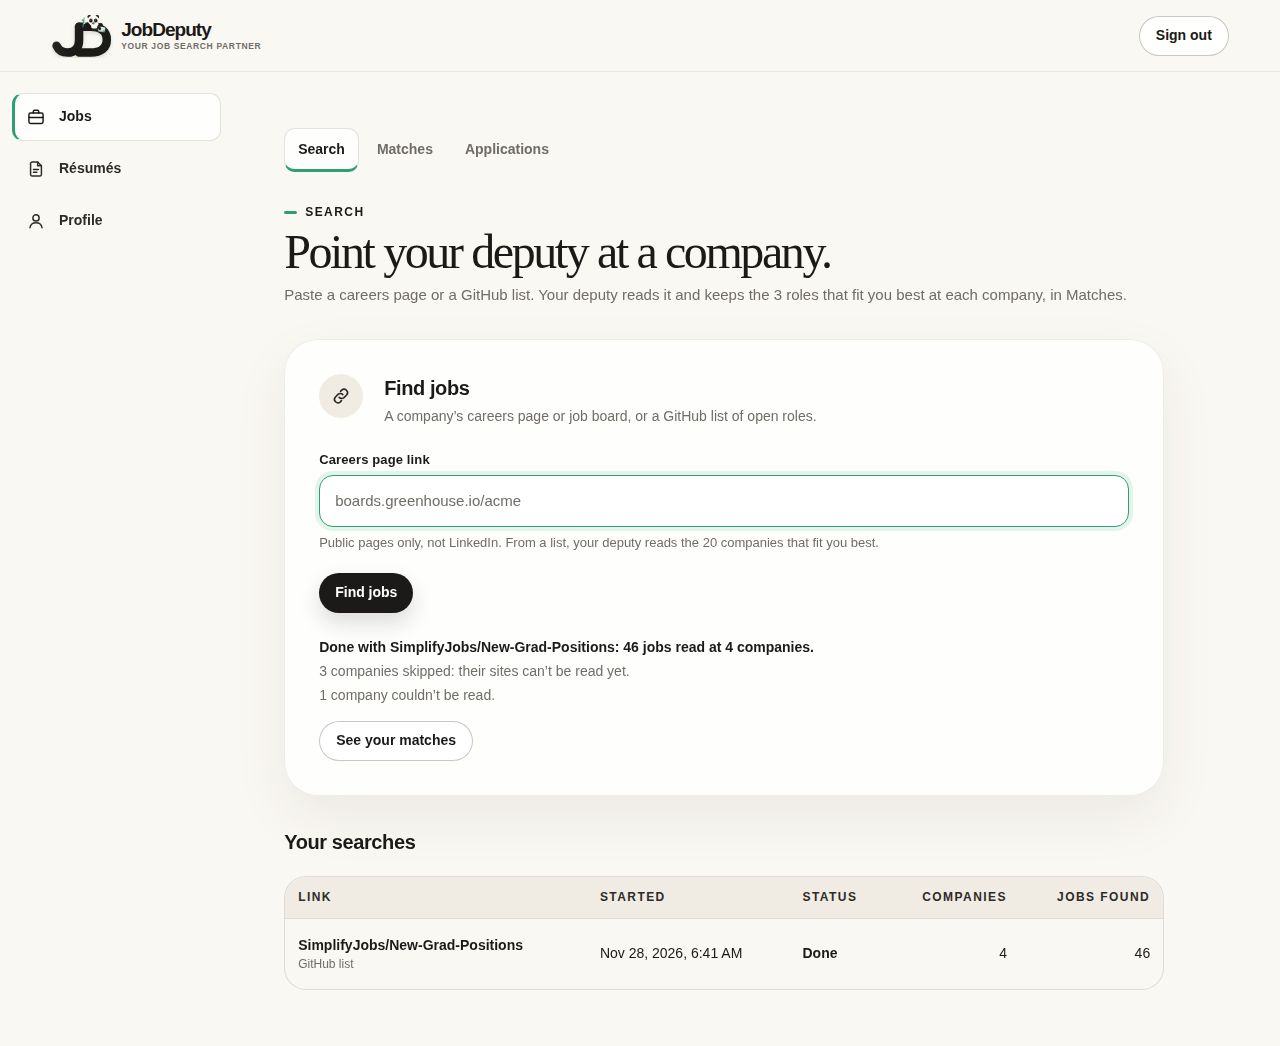 JobDeputy
YOUR JOB SEARCH PARTNER
Sign out
Jobs
Résumés
Profile
Search
Matches
Applications
SEARCH
Point your deputy at a company.
Paste a careers page or a GitHub list. Your deputy reads it and keeps the 3 roles that fit you best at each company, in Matches.
Find jobs
A company’s careers page or job board, or a GitHub list of open roles.
Careers page link
boards.greenhouse.io/acme
Public pages only, not LinkedIn. From a list, your deputy reads the 20 companies that fit you best.
Find jobs
Done with SimplifyJobs/New-Grad-Positions: 46 jobs read at 4 companies.
3 companies skipped: their sites can’t be read yet.
1 company couldn’t be read.
See your matches
Your searches
LINK STARTED STATUS COMPANIES JOBS FOUND
SimplifyJobs/New-Grad-Positions Nov 28, 2026, 6:41 AM Done 4 46
GitHub list